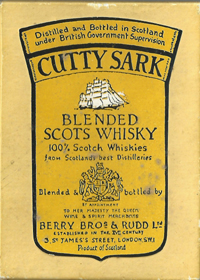 Distilled and Bottled in Scotland
under British Government Supervision
CUTTY SARK
BLENDED
SCOTS WHISKY
100% Scotch Whiskies
from Scotland's best Distilleries
Blended & bottled by
BY APPOINTMENT
TO HER MAJESTY THE QUEEN
WINE & SPIRIT MERCHANTS
BERRY BROS & RUDD LTD
ESTABLISHED IN THE XVII CENTURY
3, ST JAMES'S STREET, LONDON, SW1
Product of Scotland